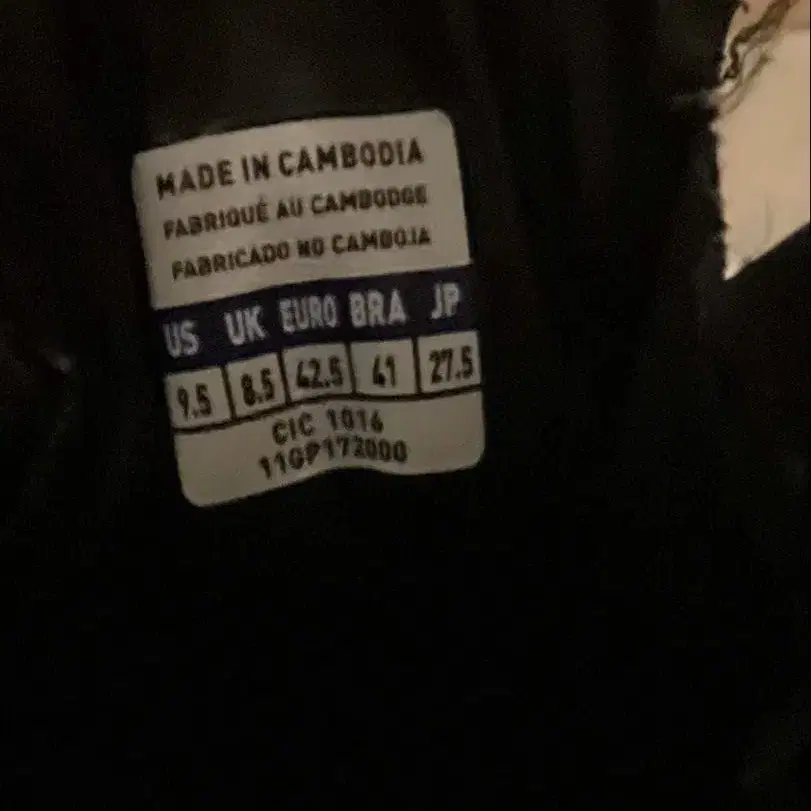 MADE IN CAMBODIA
FABRIQUÉ AU CAMBODGE
FABRICADO NO CAMBOJA
US UK EURO BRA JP
9.5 8.5 42.5 41 27.5
CIC 1016
11GP172000